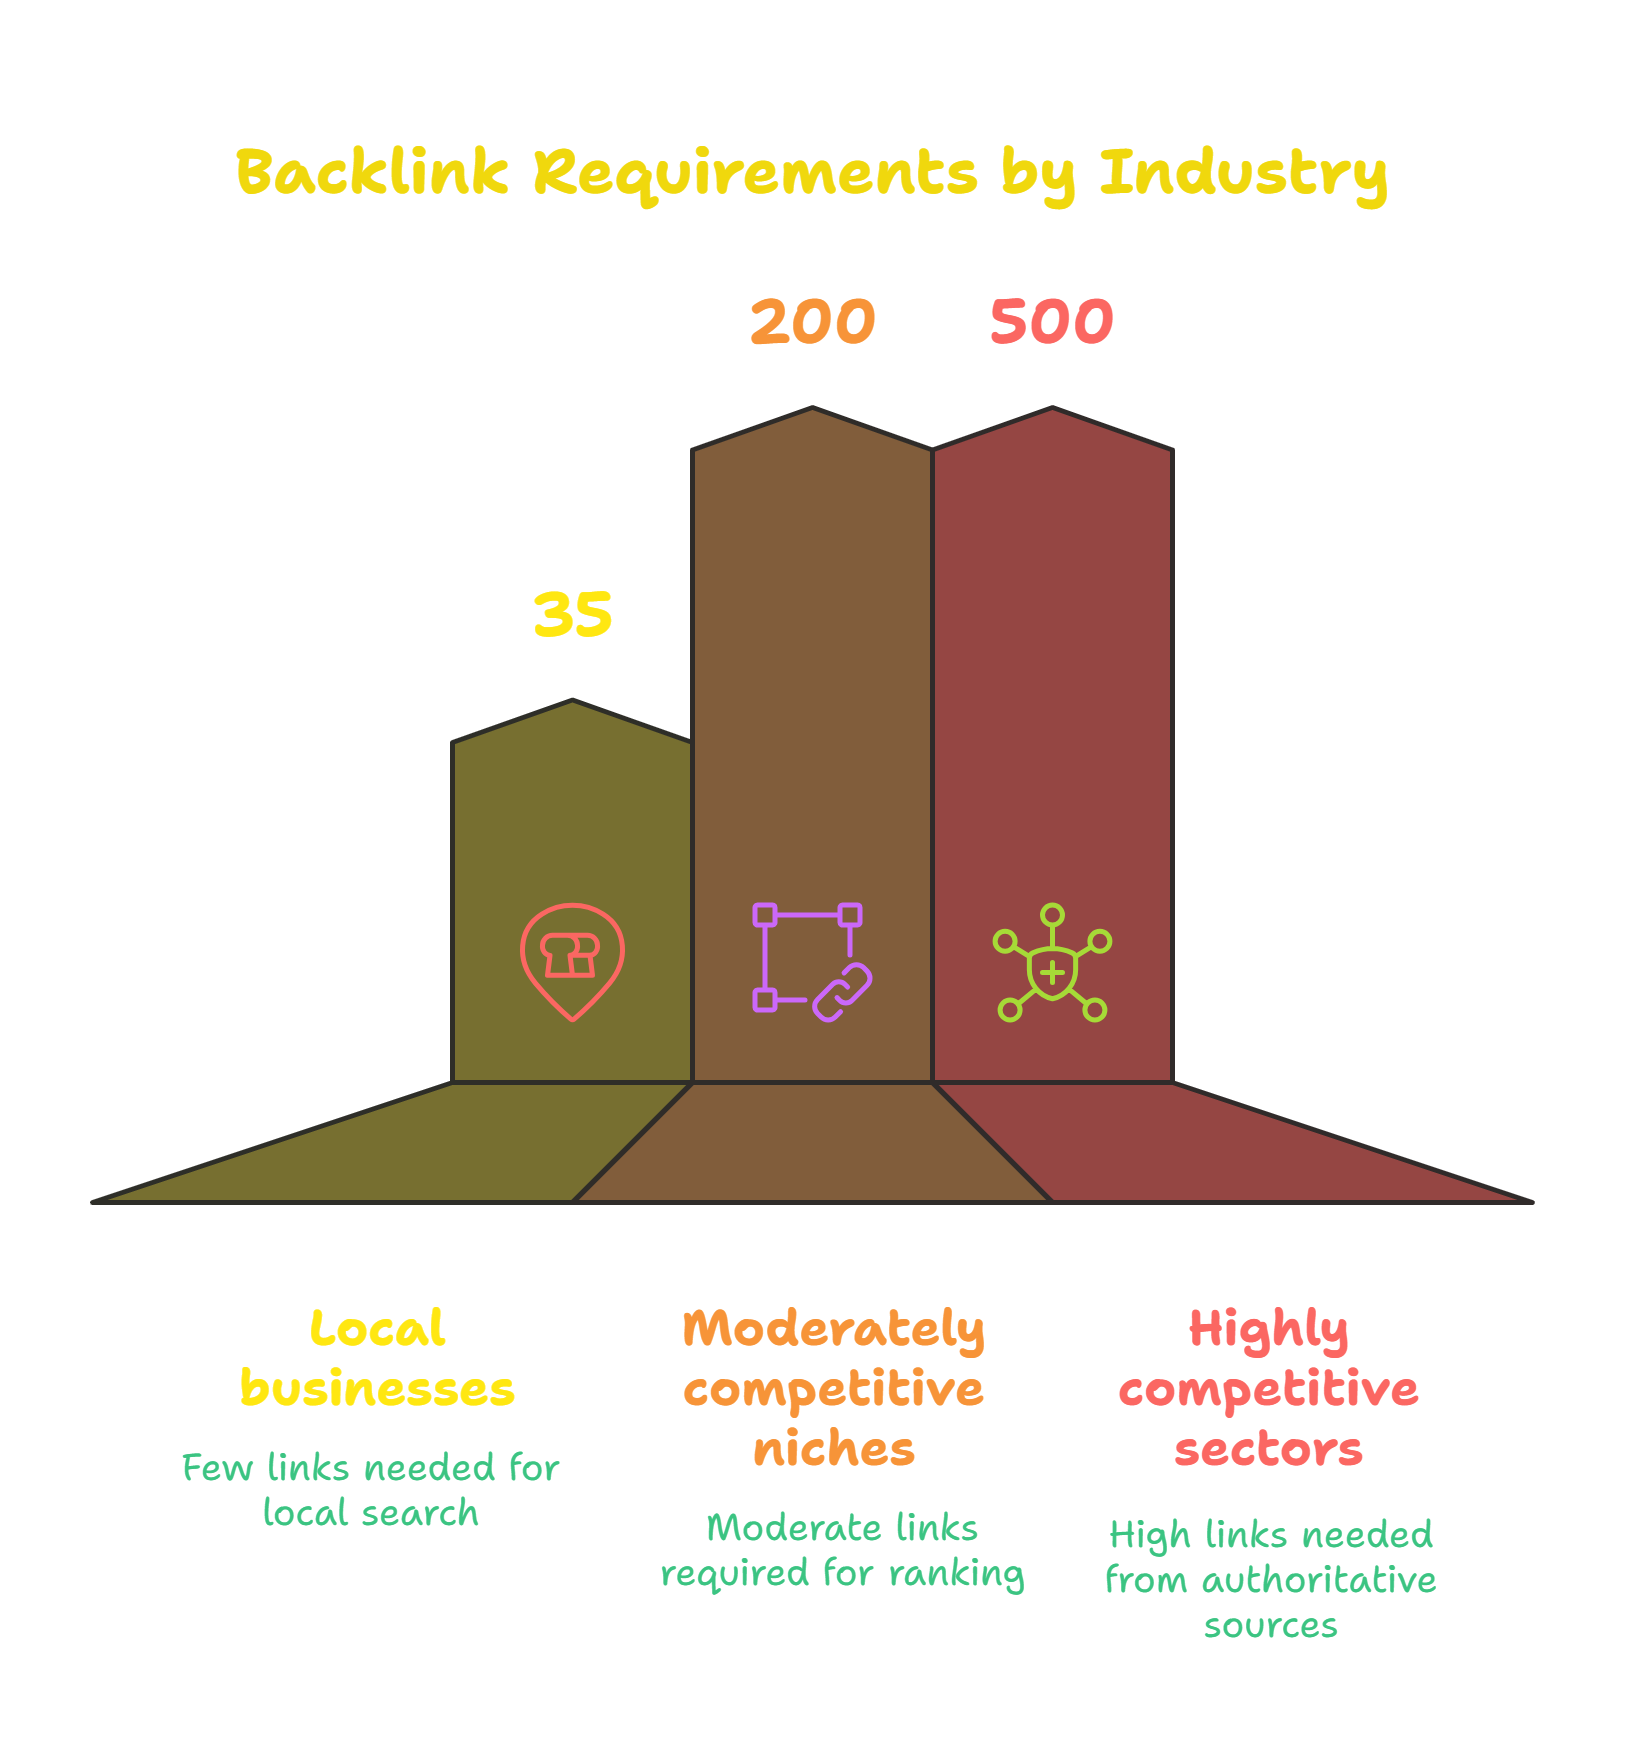 Backlink Requirements by Industry
200
500
35
Local
businesses
Few links needed for
local search
Moderately
competitive
niches
Moderate links
required for ranking
Highly
competitive
sectors
High links needed
from authoritative
sources